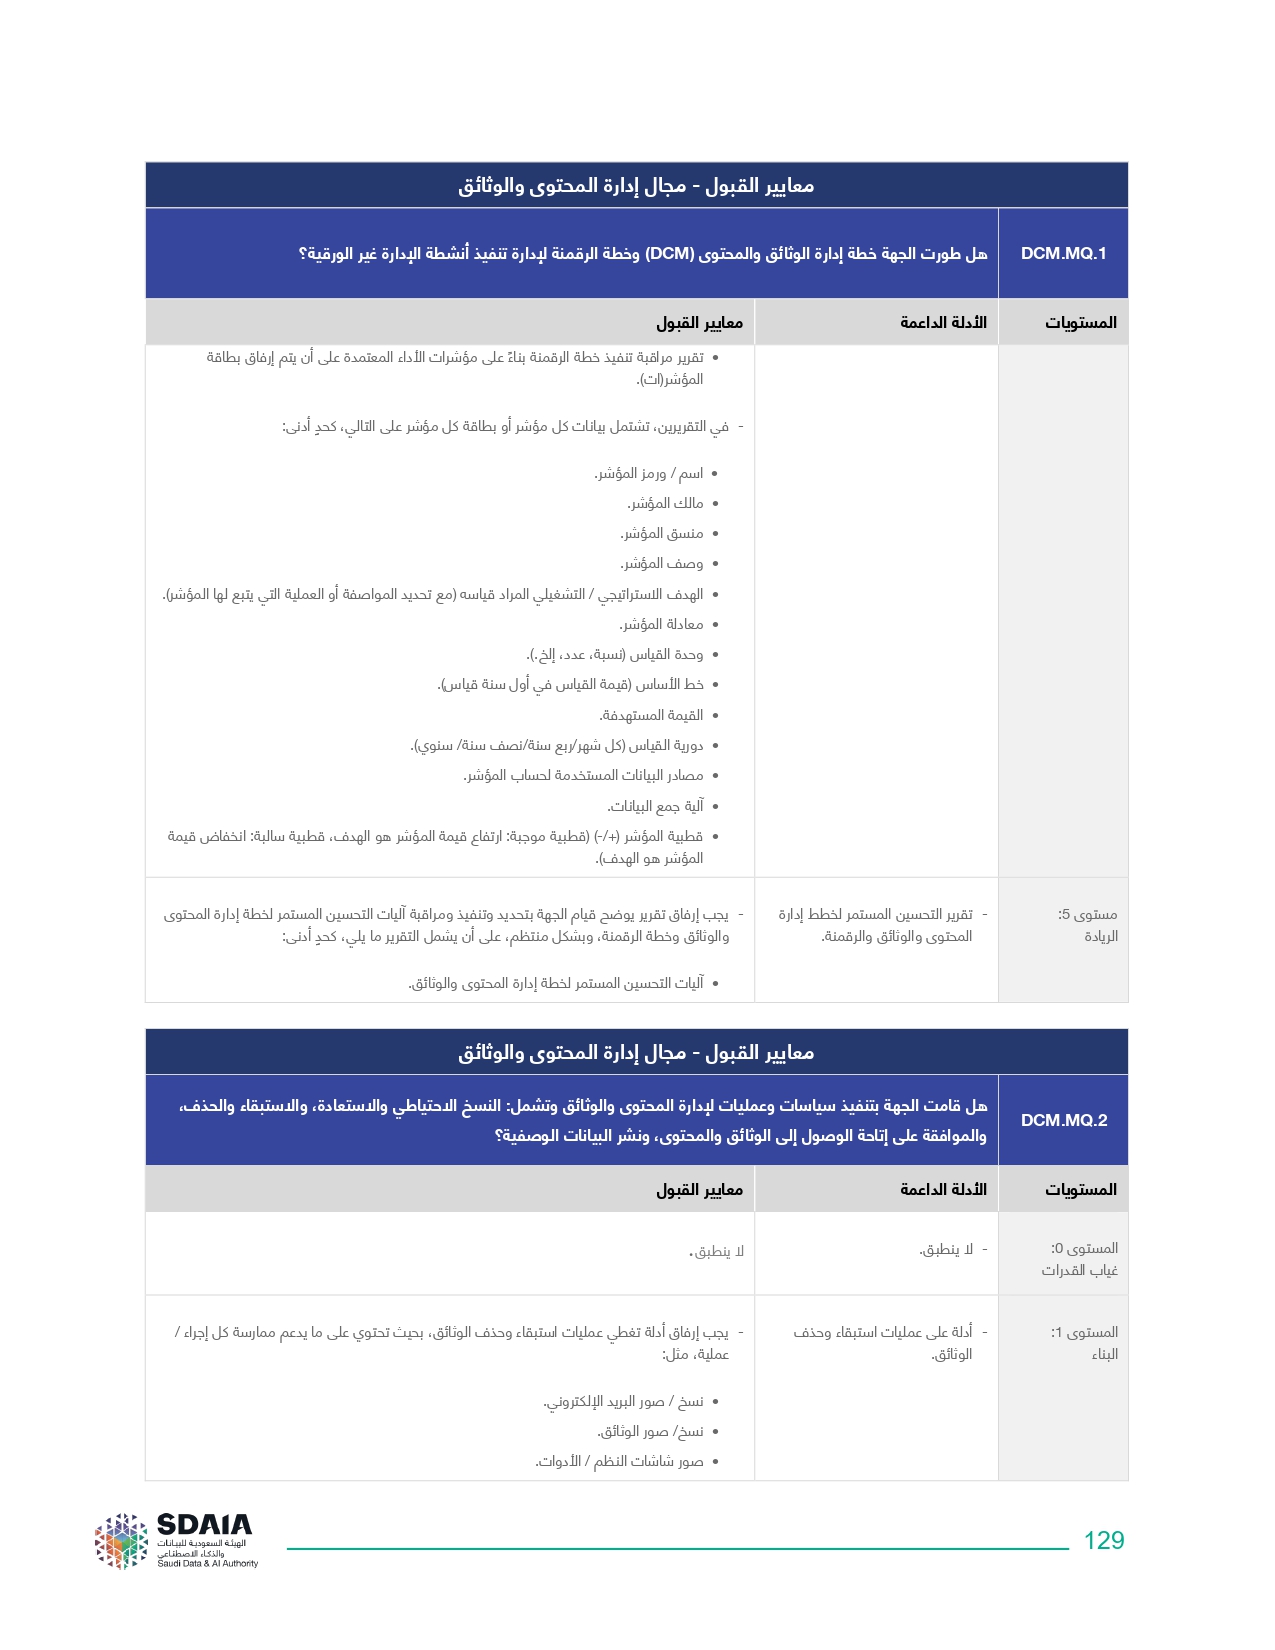 معايير القبول - مجال إدارة المحتوى والوثائق
DCM.MQ.1
هل طورت الجهة خطة إدارة الوثائق والمحتوى (DCM) وخطة الرقمنة لإدارة تنفيذ أنشطة الإدارة غير الورقية؟
المستويات
الأدلة الداعمة
معايير القبول
• تقرير مراقبة تنفيذ خطة الرقمنة بناءً على مؤشرات الأداء المعتمدة على أن يتم إرفاق بطاقة
المؤشر(ات).
- في التقريرين، تشتمل بيانات كل مؤشر أو بطاقة كل مؤشر على التالي، كحدٍ أدنى:
• اسم / ورمز المؤشر.
• مالك المؤشر.
• منسق المؤشر.
• وصف المؤشر.
• الهدف الاستراتيجي / التشغيلي المراد قياسه (مع تحديد المواصفة أو العملية التي يتبع لها المؤشر).
• معادلة المؤشر.
• وحدة القياس (نسبة، عدد، إلخ.).
• خط الأساس (قيمة القياس في أول سنة قياس).
• القيمة المستهدفة.
• دورية القياس (كل شهر/ربع سنة/نصف سنة/ سنوي).
• مصادر البيانات المستخدمة لحساب المؤشر.
• آلية جمع البيانات.
• قطبية المؤشر (+/-) (قطبية موجبة: ارتفاع قيمة المؤشر هو الهدف، قطبية سالبة: انخفاض قيمة
المؤشر هو الهدف).
مستوى 5:
الريادة
- تقرير التحسين المستمر لخطط إدارة
المحتوى والوثائق والرقمنة.
- يجب إرفاق تقرير يوضح قيام الجهة بتحديد وتنفيذ ومراقبة آليات التحسين المستمر لخطة إدارة المحتوى
والوثائق وخطة الرقمنة، وبشكل منتظم، على أن يشمل التقرير ما يلي، كحدٍ أدنى:
• آليات التحسين المستمر لخطة إدارة المحتوى والوثائق.
معايير القبول - مجال إدارة المحتوى والوثائق
DCM.MQ.2
هل قامت الجهة بتنفيذ سياسات وعمليات لإدارة المحتوى والوثائق وتشمل: النسخ الاحتياطي والاستعادة، والاستبقاء والحذف،
والموافقة على إتاحة الوصول إلى الوثائق والمحتوى، ونشر البيانات الوصفية؟
المستويات
الأدلة الداعمة
معايير القبول
المستوى 0:
غياب القدرات
- لا ينطبق.
لا ينطبق.
المستوى 1:
البناء
- أدلة على عمليات استبقاء وحذف
الوثائق.
- يجب إرفاق أدلة تغطي عمليات استبقاء وحذف الوثائق، بحيث تحتوي على ما يدعم ممارسة كل إجراء /
عملية، مثل:
• نسخ / صور البريد الإلكتروني.
• نسخ/ صور الوثائق.
• صور شاشات النظم / الأدوات.
SDAIA
الهيئة السعودية للبيانات
والذكاء الاصطناعي
Saudi Data & AI Authority
129